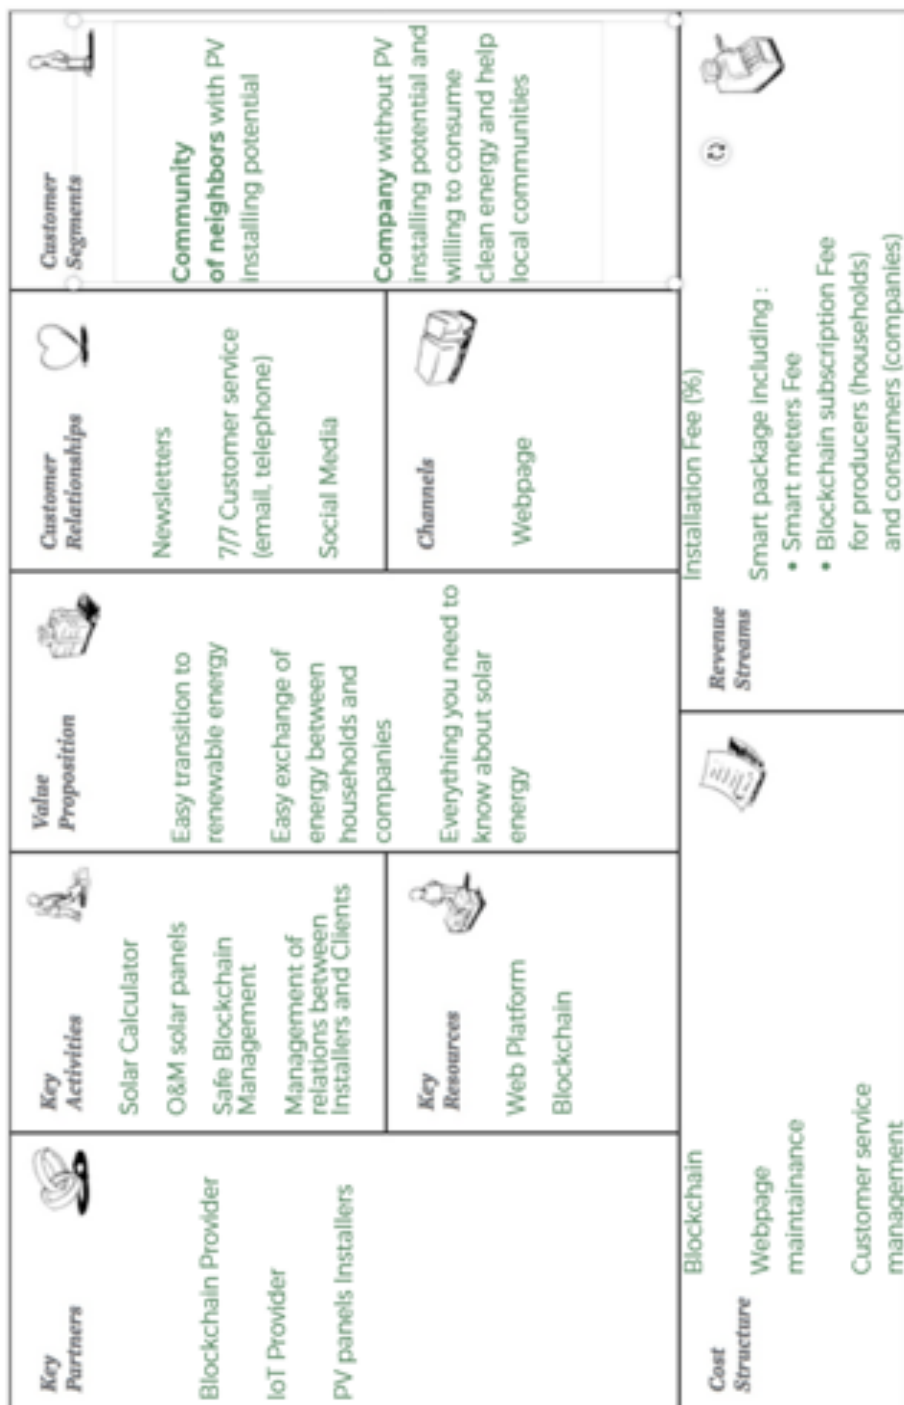 Key
Partners
Blockchain Provider
IoT Provider
PV panels Installers
Key
Activities
Solar Calculator
O&M solar panels
Safe Blockchain
Management
Management of
relations between
Installers and Clients
Key
Resources
Web Platform
Blockchain
Value
Proposition
Easy transition to
renewable energy
Easy exchange of
energy between
households and
companies
Everything you need to
know about solar
energy
Customer
Relationships
Newsletters
7/7 Customer service
(email, telephone)
Social Media
Channels
Webpage
Customer
Segments
Community
of neighbors with PV
installing potential
Company without PV
installing potential and
willing to consume
clean energy and help
local communities
Cost
Structure
Blockchain
Webpage
maintainance
Customer service
management
Revenue
Streams
Installation Fee (%)
Smart package including :
• Smart meters Fee
• Blockchain subscription Fee
for producers (households)
and consumers (companies)